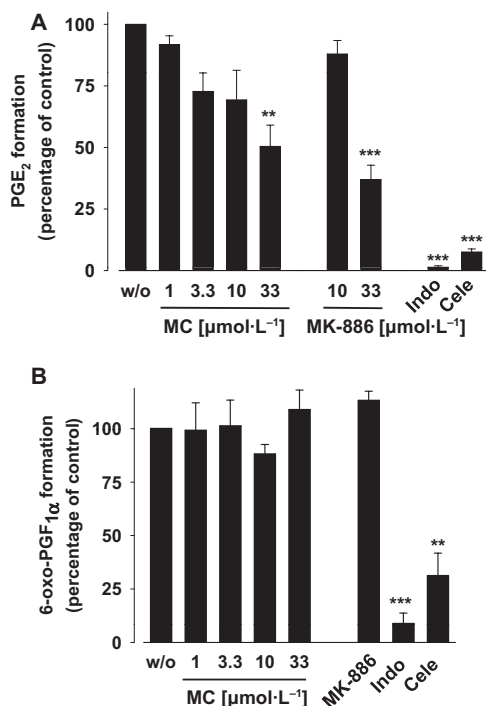 A
PGE2 formation
(percentage of control)
100
75
50
25
0
**
***
***
***
w/o 1 3.3 10 33 10 33 Indo Cele
MC [µmol·L–1] MK-886 [µmol·L–1]
B
6-oxo-PGF1α formation
(percentage of control)
100
75
50
25
0
***
**
w/o 1 3.3 10 33 MK-886 Indo Cele
MC [µmol·L–1]